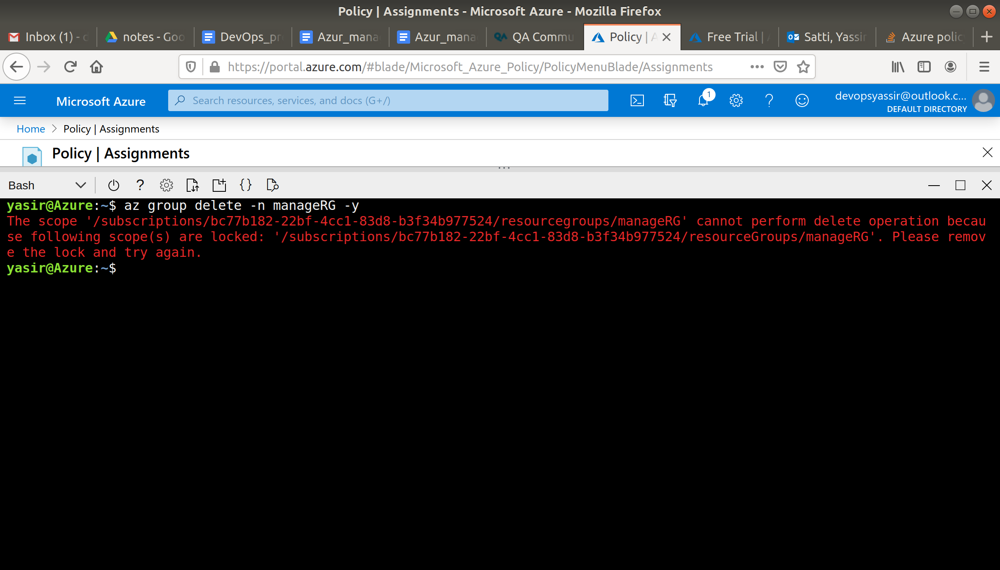 Policy | Assignments - Microsoft Azure - Mozilla Firefox
Inbox (1) - notes - Goo DevOps_pr Azur_mana Azur_mana QA Commu Policy | A Free Trial | Satti, Yassir Azure polic
https://portal.azure.com/#blade/Microsoft_Azure_Policy/PolicyMenuBlade/Assignments
Microsoft Azure Search resources, services, and docs (G+/) 1 devopsyassir@outlook.c...
DEFAULT DIRECTORY
Home > Policy | Assignments
Policy | Assignments
Bash
yasir@Azure:~$ az group delete -n manageRG -y
The scope '/subscriptions/bc77b182-22bf-4cc1-83d8-b3f34b977524/resourcegroups/manageRG' cannot perform delete operation becau
se following scope(s) are locked: '/subscriptions/bc77b182-22bf-4cc1-83d8-b3f34b977524/resourceGroups/manageRG'. Please remov
e the lock and try again.
yasir@Azure:~$